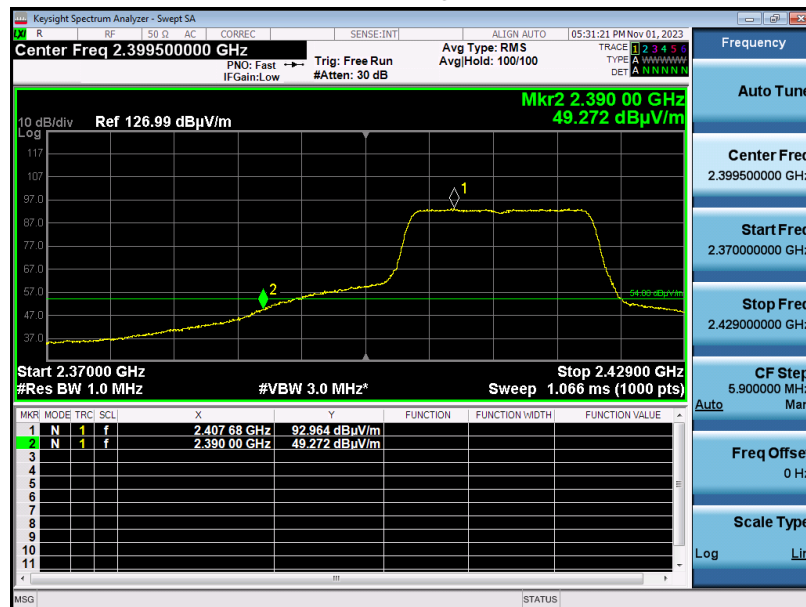 Keysight Spectrum Analyzer - Swept SA
LXI R RF 50 Ω AC CORREC SENSE:INT ALIGN AUTO 05:31:21 PM Nov 01, 2023
Center Freq 2.399500000 GHz
PNO: Fast
IFGain:Low
Trig: Free Run
#Atten: 30 dB
Avg Type: RMS
Avg|Hold: 100/100
TRACE 1 2 3 4 5 6
TYPE A WWWWW
DET A N N N N N
Mkr2 2.390 00 GHz
49.272 dBµV/m
10 dB/div Ref 126.99 dBµV/m
Log
117
107
97.0
87.0
77.0
67.0
57.0
47.0
37.0
1
2
54.00 dBµV/m
Start 2.37000 GHz Stop 2.42900 GHz
#Res BW 1.0 MHz #VBW 3.0 MHz* Sweep 1.066 ms (1000 pts)
MKR MODE TRC SCL X Y FUNCTION FUNCTION WIDTH FUNCTION VALUE
1 N 1 f 2.407 68 GHz 92.964 dBµV/m
2 N 1 f 2.390 00 GHz 49.272 dBµV/m
3
4
5
6
7
8
9
10
11
MSG STATUS
Frequency
Auto Tune
Center Freq
2.399500000 GHz
Start Freq
2.370000000 GHz
Stop Freq
2.429000000 GHz
CF Step
5.900000 MHz
Auto Man
Freq Offset
0 Hz
Scale Type
Log Lin